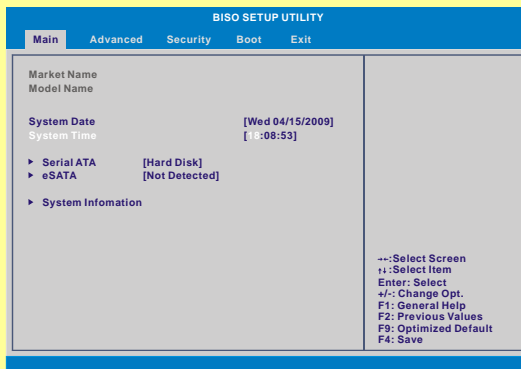 BISO SETUP UTILITY
Main Advanced Security Boot Exit
Market Name
Model Name
System Date [Wed 04/15/2009]
System Time [18:08:53]
Serial ATA [Hard Disk]
eSATA [Not Detected]
System Infomation
→←:Select Screen
↑↓:Select Item
Enter: Select
+/-: Change Opt.
F1: General Help
F2: Previous Values
F9: Optimized Default
F4: Save